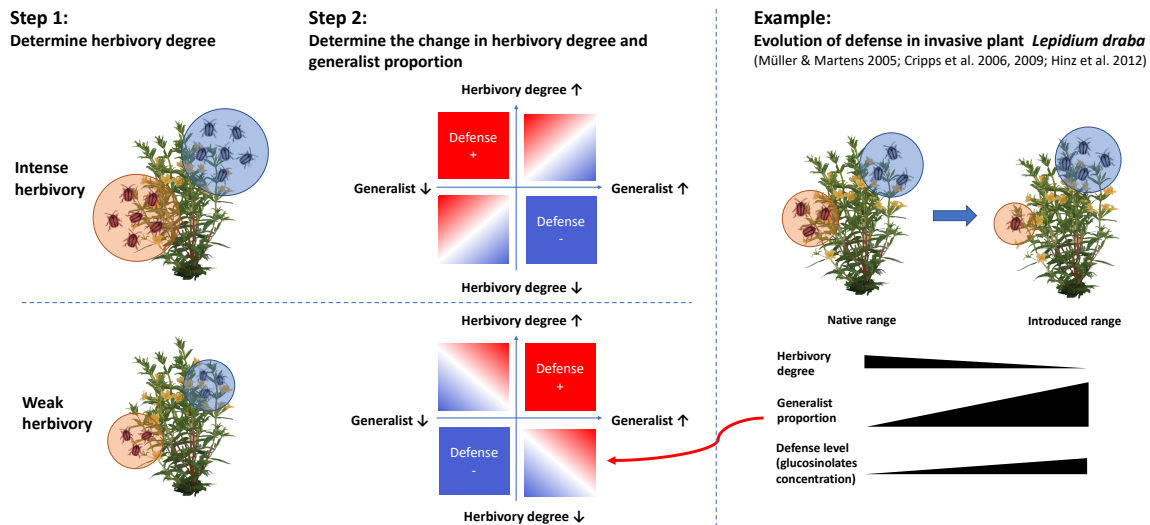 Step 1:
Determine herbivory degree
Intense
herbivory
Weak
herbivory
Step 2:
Determine the change in herbivory degree and
generalist proportion
Herbivory degree ↑
Defense
+
Generalist ↓
Generalist ↑
Defense
-
Herbivory degree ↓
Herbivory degree ↑
Defense
+
Generalist ↓
Generalist ↑
Defense
-
Herbivory degree ↓
Example:
Evolution of defense in invasive plant Lepidium draba
(Müller & Martens 2005; Cripps et al. 2006, 2009; Hinz et al. 2012)
Native range
Introduced range
Herbivory
degree
Generalist
proportion
Defense level
(glucosinolates
concentration)